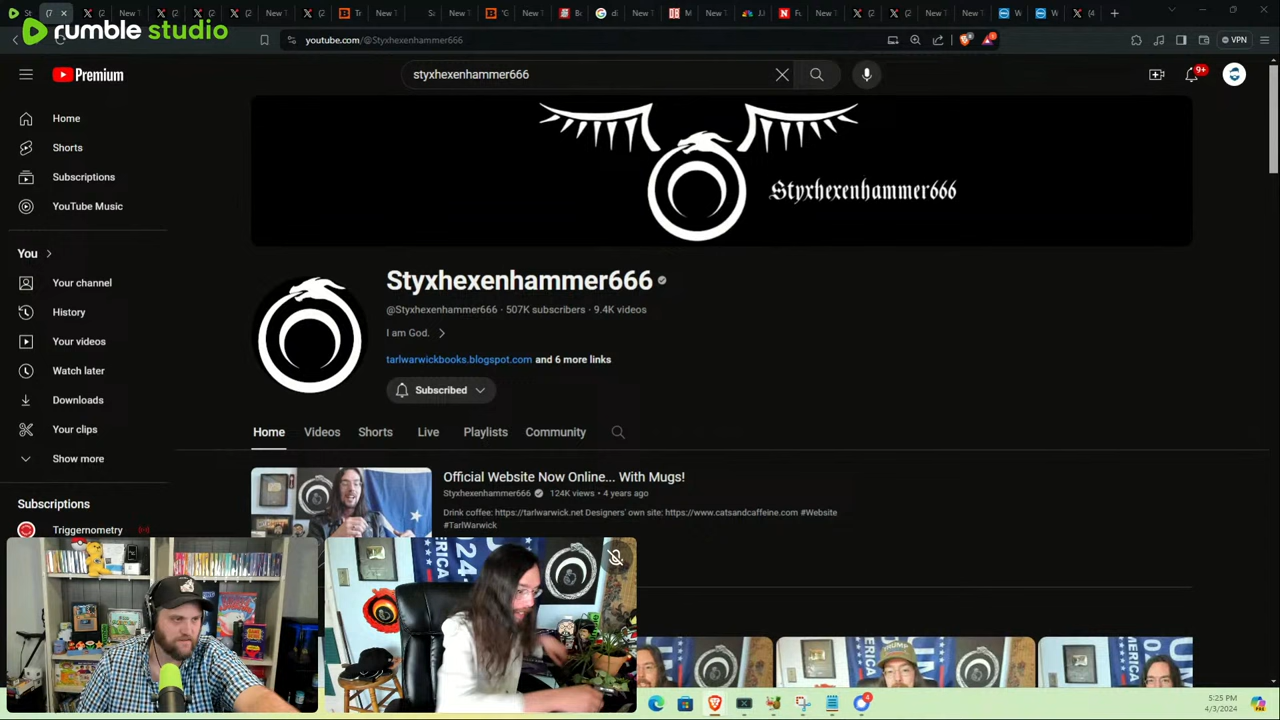 rumble studio
youtube.com/@Styxhexenhammer666
VPN
Premium
styxhexenhammer666
9+
Home
Shorts
Subscriptions
YouTube Music
You
Your channel
History
Your videos
Watch later
Downloads
Your clips
Show more
Subscriptions
Triggernometry
Styxhexenhammer666
Styxhexenhammer666
@Styxhexenhammer666 · 507K subscribers · 9.4K videos
I am God.
tarlwarwickbooks.blogspot.com and 6 more links
Subscribed
Home Videos Shorts Live Playlists Community
Official Website Now Online... With Mugs!
Styxhexenhammer666 124K views • 4 years ago
Drink coffee: https://tarlwarwick.net Designers' own site: https://www.catsandcaffeine.com #Website
#TarlWarwick
TRUMP
5:25 PM
4/3/2024